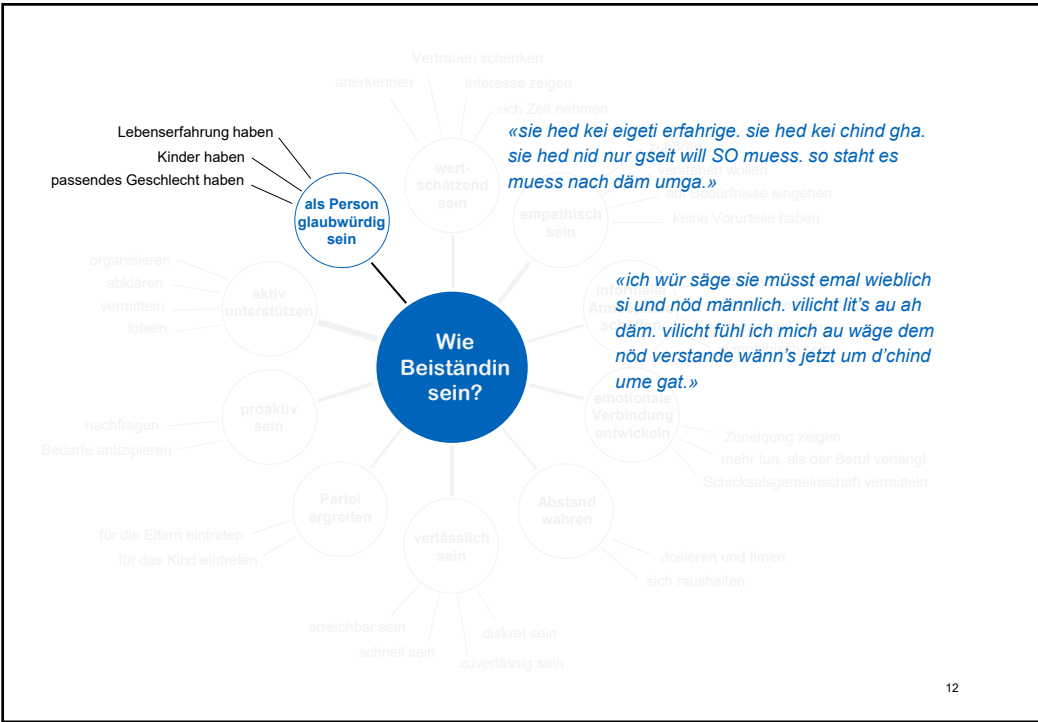 Vertrauen schenken
anerkennen
Interesse zeigen
sich Zeit nehmen
Lebenserfahrung haben
Kinder haben
passendes Geschlecht haben
als Person
glaubwürdig
sein
wert-
schätzend
sein
«sie hed kei eigeti erfahrige. sie hed kei chind gha.
sie hed nid nur gseit will SO muess. so staht es
muess nach däm umga.»
verstehen wollen
auf Bedürfnisse eingehen
keine Vorurteile haben
empathisch
sein
organisieren
abklären
vermitteln
lotsen
aktiv
unterstützen
«ich wür säge sie müsst emal wieblich
si und nöd männlich. vilicht lit's au ah
däm. vilicht fühl ich mich au wäge dem
nöd verstande wänn's jetzt um d'chind
ume gat.»
informelle
Wie
Beiständin
sein?
proaktiv
sein
nachfragen
Bedarfe antizipieren
emotionale
Verbindung
entwickeln
Zuneigung zeigen
mehr tun, als der Beruf verlangt
Schicksalsgemeinschaft vermitteln
Partei
ergreifen
für die Eltern eintreten
für das Kind eintreten
verlässlich
sein
Abstand
wahren
dosieren und timen
sich raushalten
erreichbar sein
schnell sein
zuverlässig sein
diskret sein
12